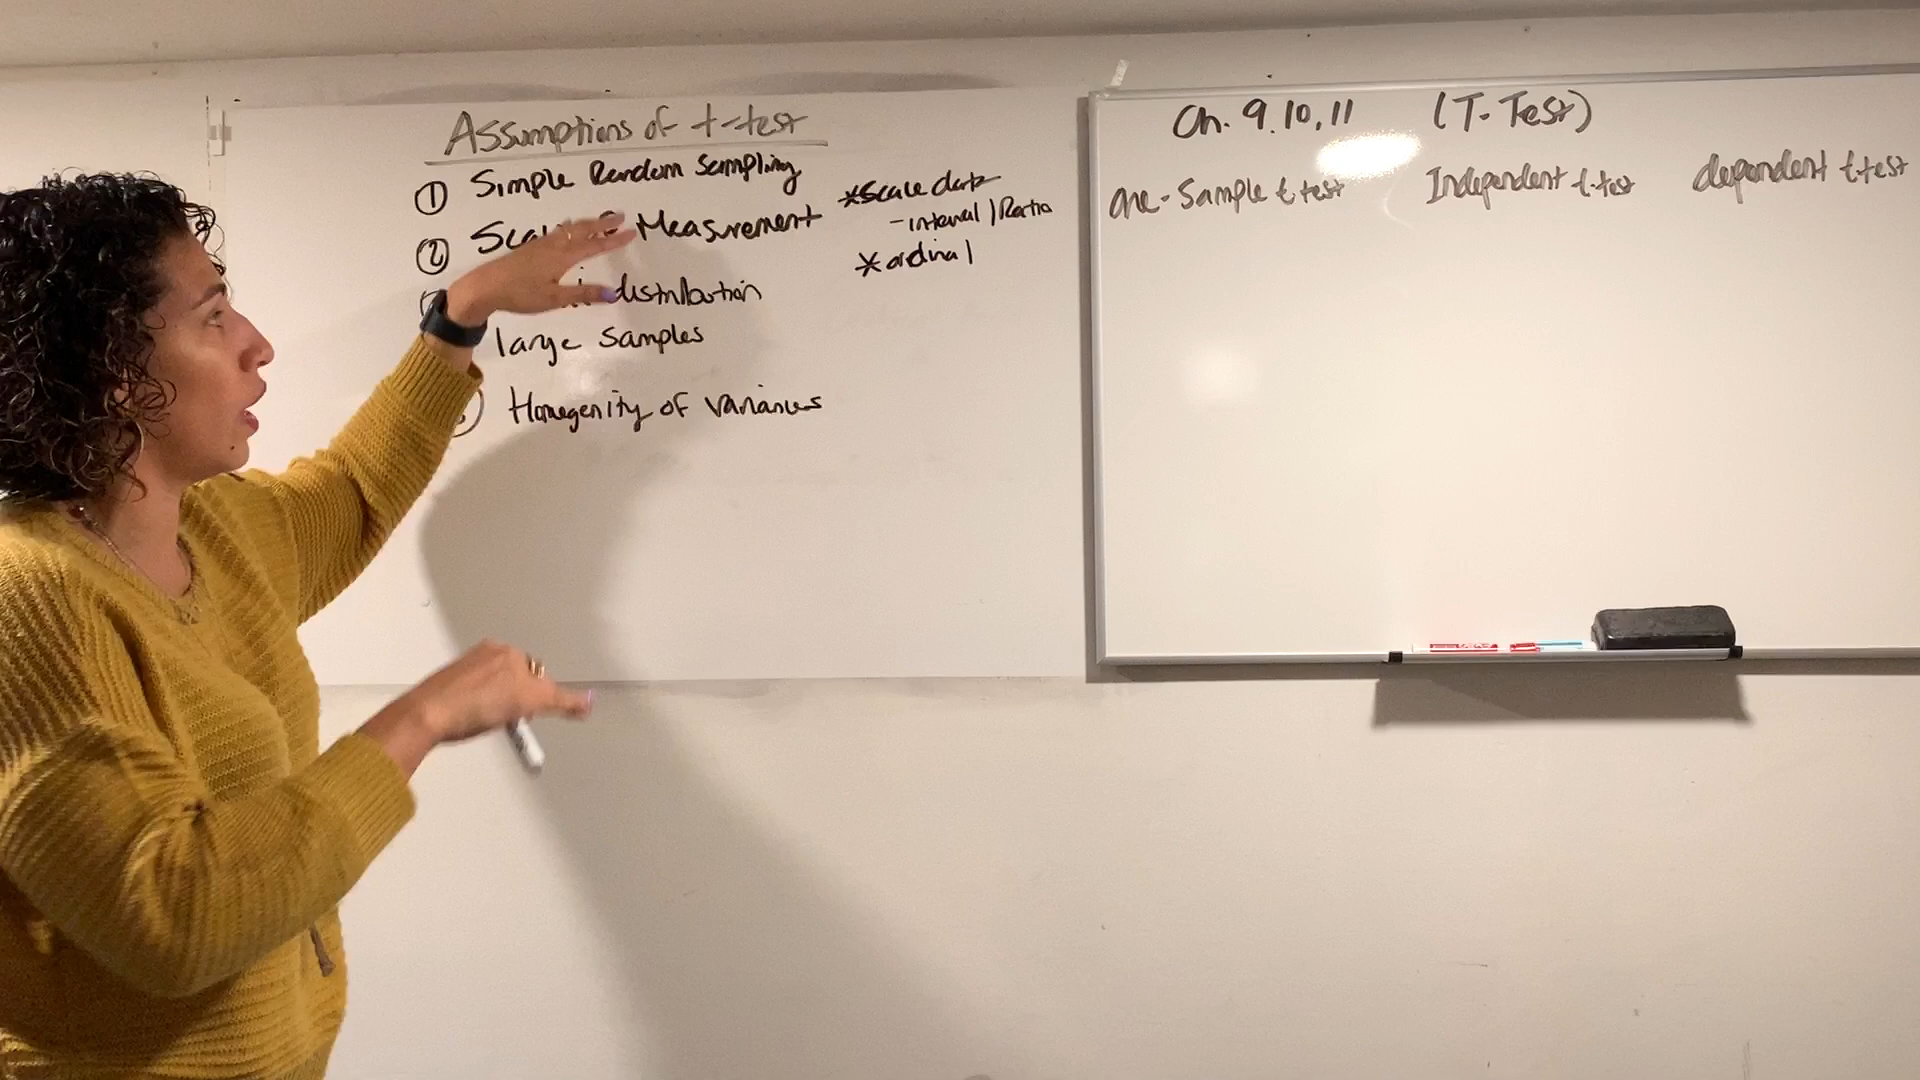 Assumptions of t-test
① Simple Random Sampling
② Measurement
distribution
large samples
Homogenity of variances
*Scale data
- interval / Ratio
*ordinal
Ch. 9.10,11 (T-Test)
one-Sample t.test Independent t-test dependent t.test